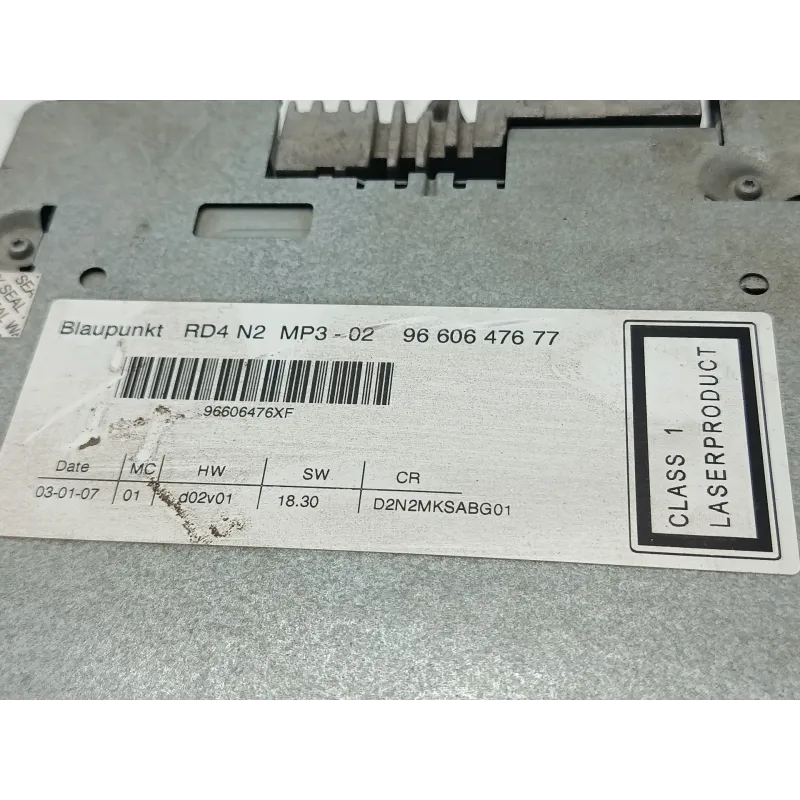 Blaupunkt RD4 N2 MP3 - 02 96 606 476 77
96606476XF
Date MC HW SW CR
03-01-07 01 d02v01 18.30 D2N2MKSABG01
CLASS 1
LASERPRODUCT
SEAL